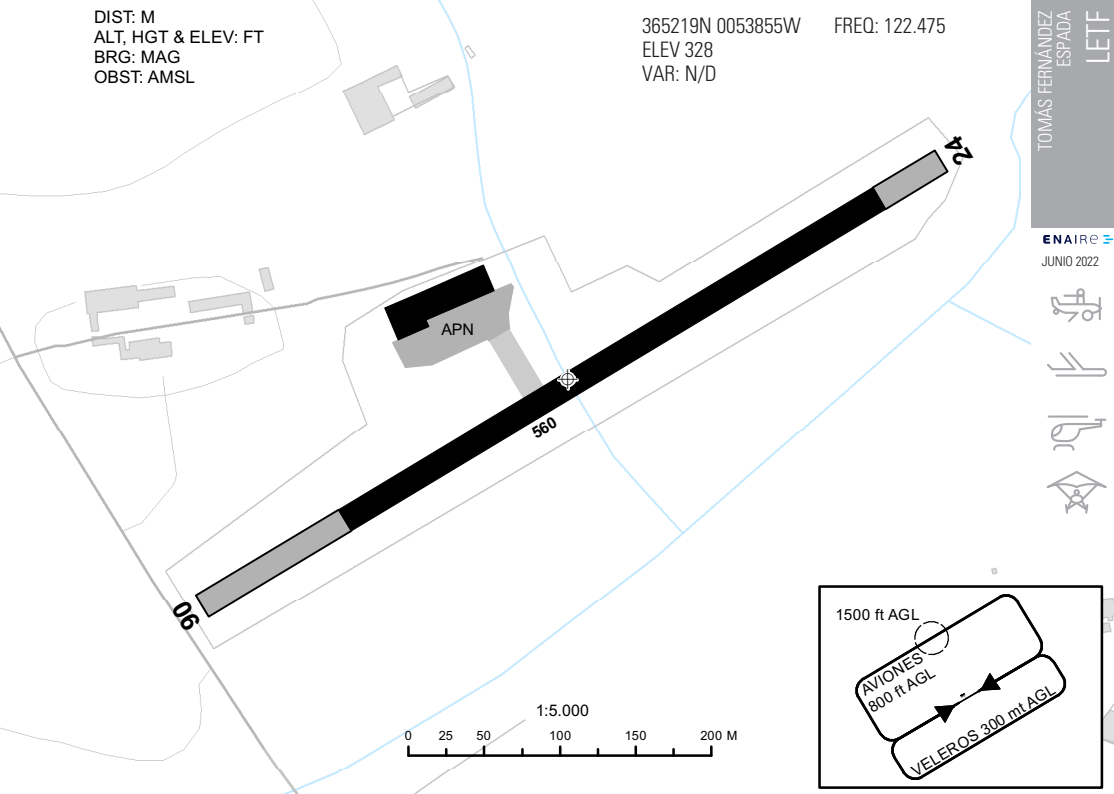 DIST: M
ALT, HGT & ELEV: FT
BRG: MAG
OBST: AMSL
365219N 0053855W FREQ: 122.475
ELEV 328
VAR: N/D
TOMÁS FERNÁNDEZ
ESPADA
LETF
ENAIRe
JUNIO 2022
24
APN
560
06
1:5.000
0 25 50 100 150 200 M
1500 ft AGL
AVIONES
800 ft AGL
VELEROS 300 mt AGL